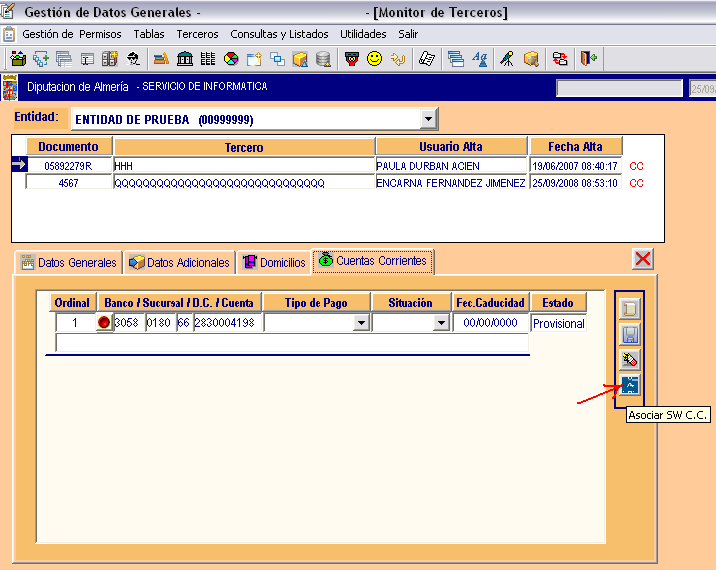 Gestión de Datos Generales - - [Monitor de Terceros]
Gestión de Permisos Tablas Terceros Consultas y Listados Utilidades Salir
Diputacion de Almería - SERVICIO DE INFORMATICA
25/09/
Entidad: ENTIDAD DE PRUEBA (00999999)
Documento Tercero Usuario Alta Fecha Alta
05892279R HHH PAULA DURBAN ACIEN 19/06/2007 08:40:17 CC
4567 QQQQQQQQQQQQQQQQQQQQQQQQQQQQQQ ENCARNA FERNANDEZ JIMENEZ 25/09/2008 08:53:10 CC
Datos Generales Datos Adicionales Domicilios Cuentas Corrientes
Ordinal Banco / Sucursal / D.C. / Cuenta Tipo de Pago Situación Fec.Caducidad Estado
1 3058 0180 66 2830004198 00/00/0000 Provisional
Asociar SW C.C.